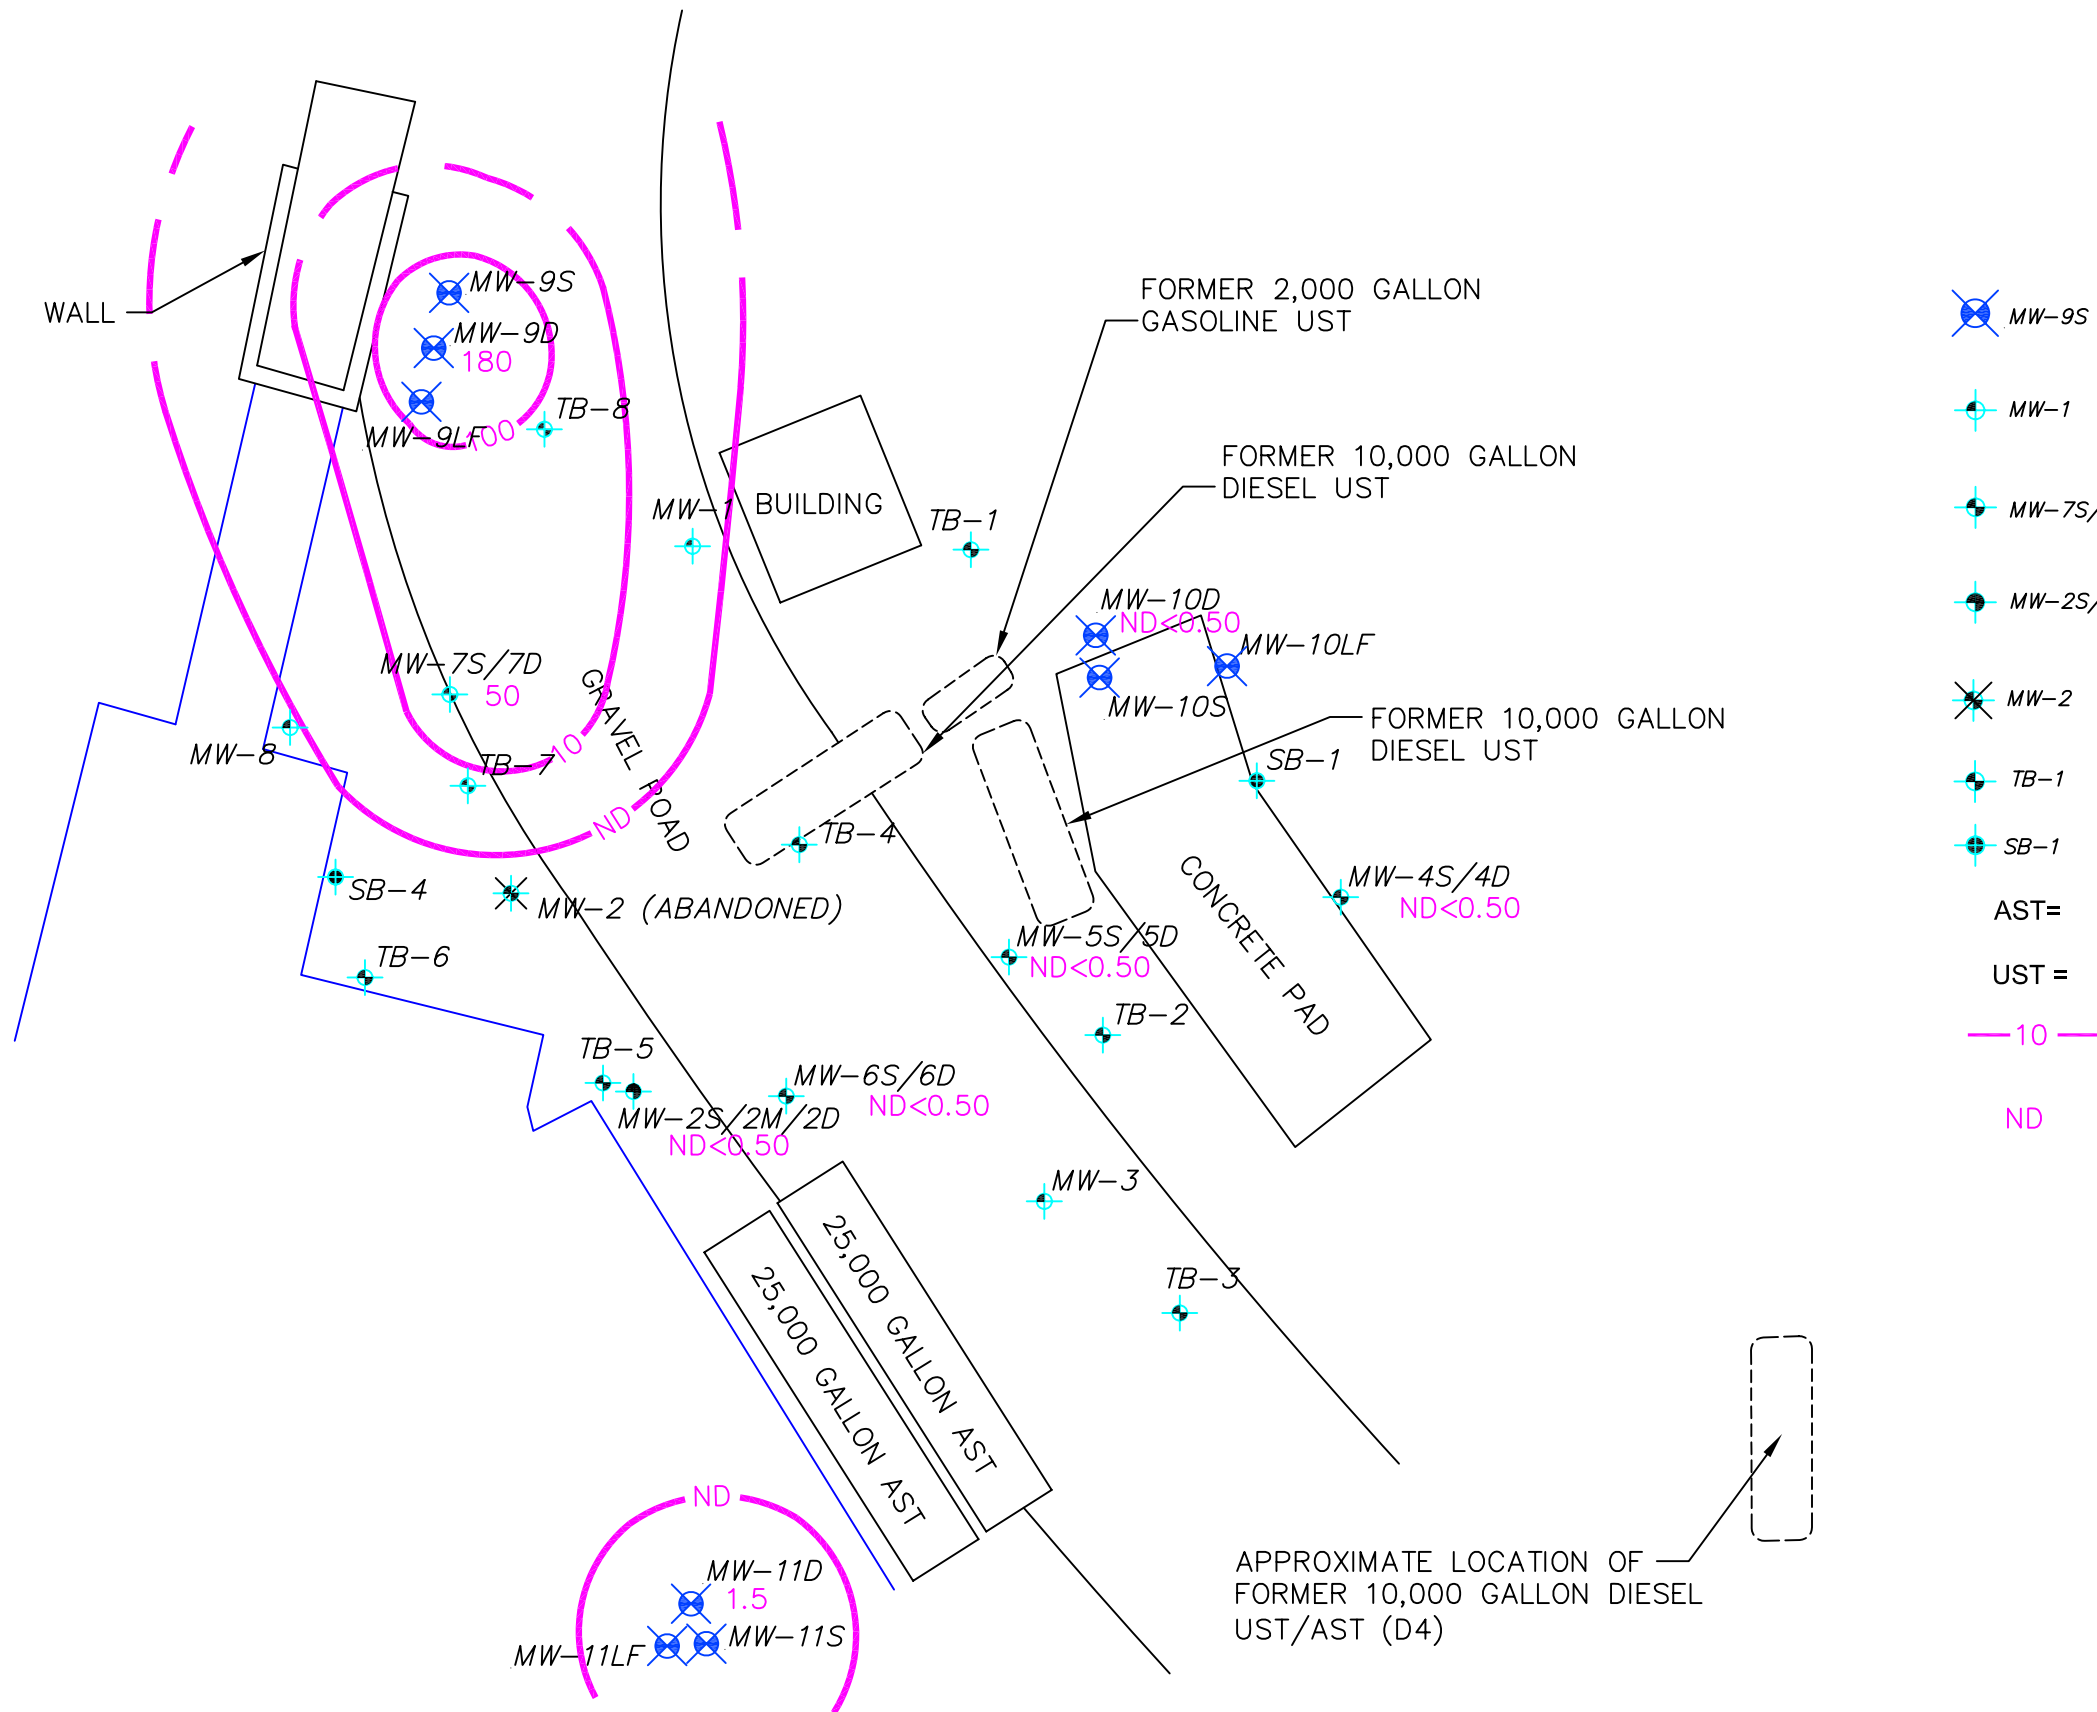 WALL
MW-9S
MW-9D
180
MW-9LF
100
TB-8
FORMER 2,000 GALLON
GASOLINE UST
FORMER 10,000 GALLON
DIESEL UST
MW-1
BUILDING
TB-1
MW-10D
ND<0.50
MW-10LF
MW-10S
MW-7S/7D
50
GRAVEL ROAD
FORMER 10,000 GALLON
DIESEL UST
MW-8
TB-7
10
ND
SB-1
TB-4
SB-4
MW-2 (ABANDONED)
CONCRETE PAD
MW-4S/4D
ND<0.50
MW-5S/5D
ND<0.50
TB-6
TB-2
TB-5
MW-6S/6D
ND<0.50
MW-2S/2M/2D
ND<0.50
MW-3
TB-3
25,000 GALLON AST
25,000 GALLON AST
ND
MW-11D
1.5
MW-11S
MW-11LF
APPROXIMATE LOCATION OF
FORMER 10,000 GALLON DIESEL
UST/AST (D4)
MW-9S
MW-1
MW-7S/
MW-2S/
MW-2
TB-1
SB-1
AST=
UST =
10
ND